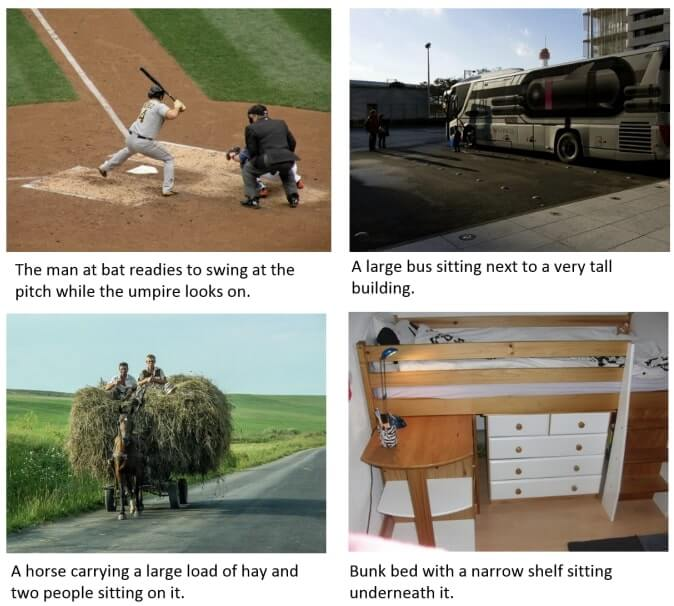 The man at bat readies to swing at the
pitch while the umpire looks on.
A large bus sitting next to a very tall
building.
A horse carrying a large load of hay and
two people sitting on it.
Bunk bed with a narrow shelf sitting
underneath it.